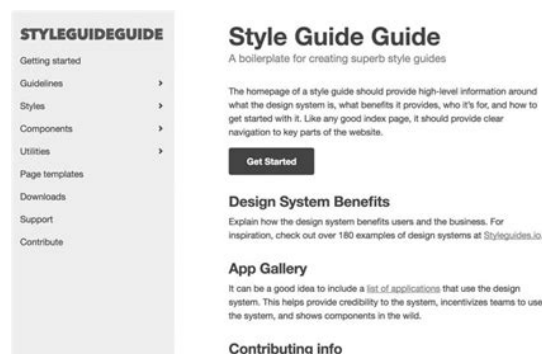 STYLEGUIDEGUIDE
Getting started
Guidelines
Styles
Components
Utilities
Page templates
Downloads
Support
Contribute
Style Guide Guide
A boilerplate for creating superb style guides
The homepage of a style guide should provide high-level information around
what the design system is, what benefits it provides, who it's for, and how to
get started with it. Like any good index page, it should provide clear
navigation to key parts of the website.
Get Started
Design System Benefits
Explain how the design system benefits users and the business. For
inspiration, check out over 180 examples of design systems at Styleguides.io.
App Gallery
It can be a good idea to include a list of applications that use the design
system. This helps provide credibility to the system, incentivizes teams to use
the system, and shows components in the wild.
Contributing info